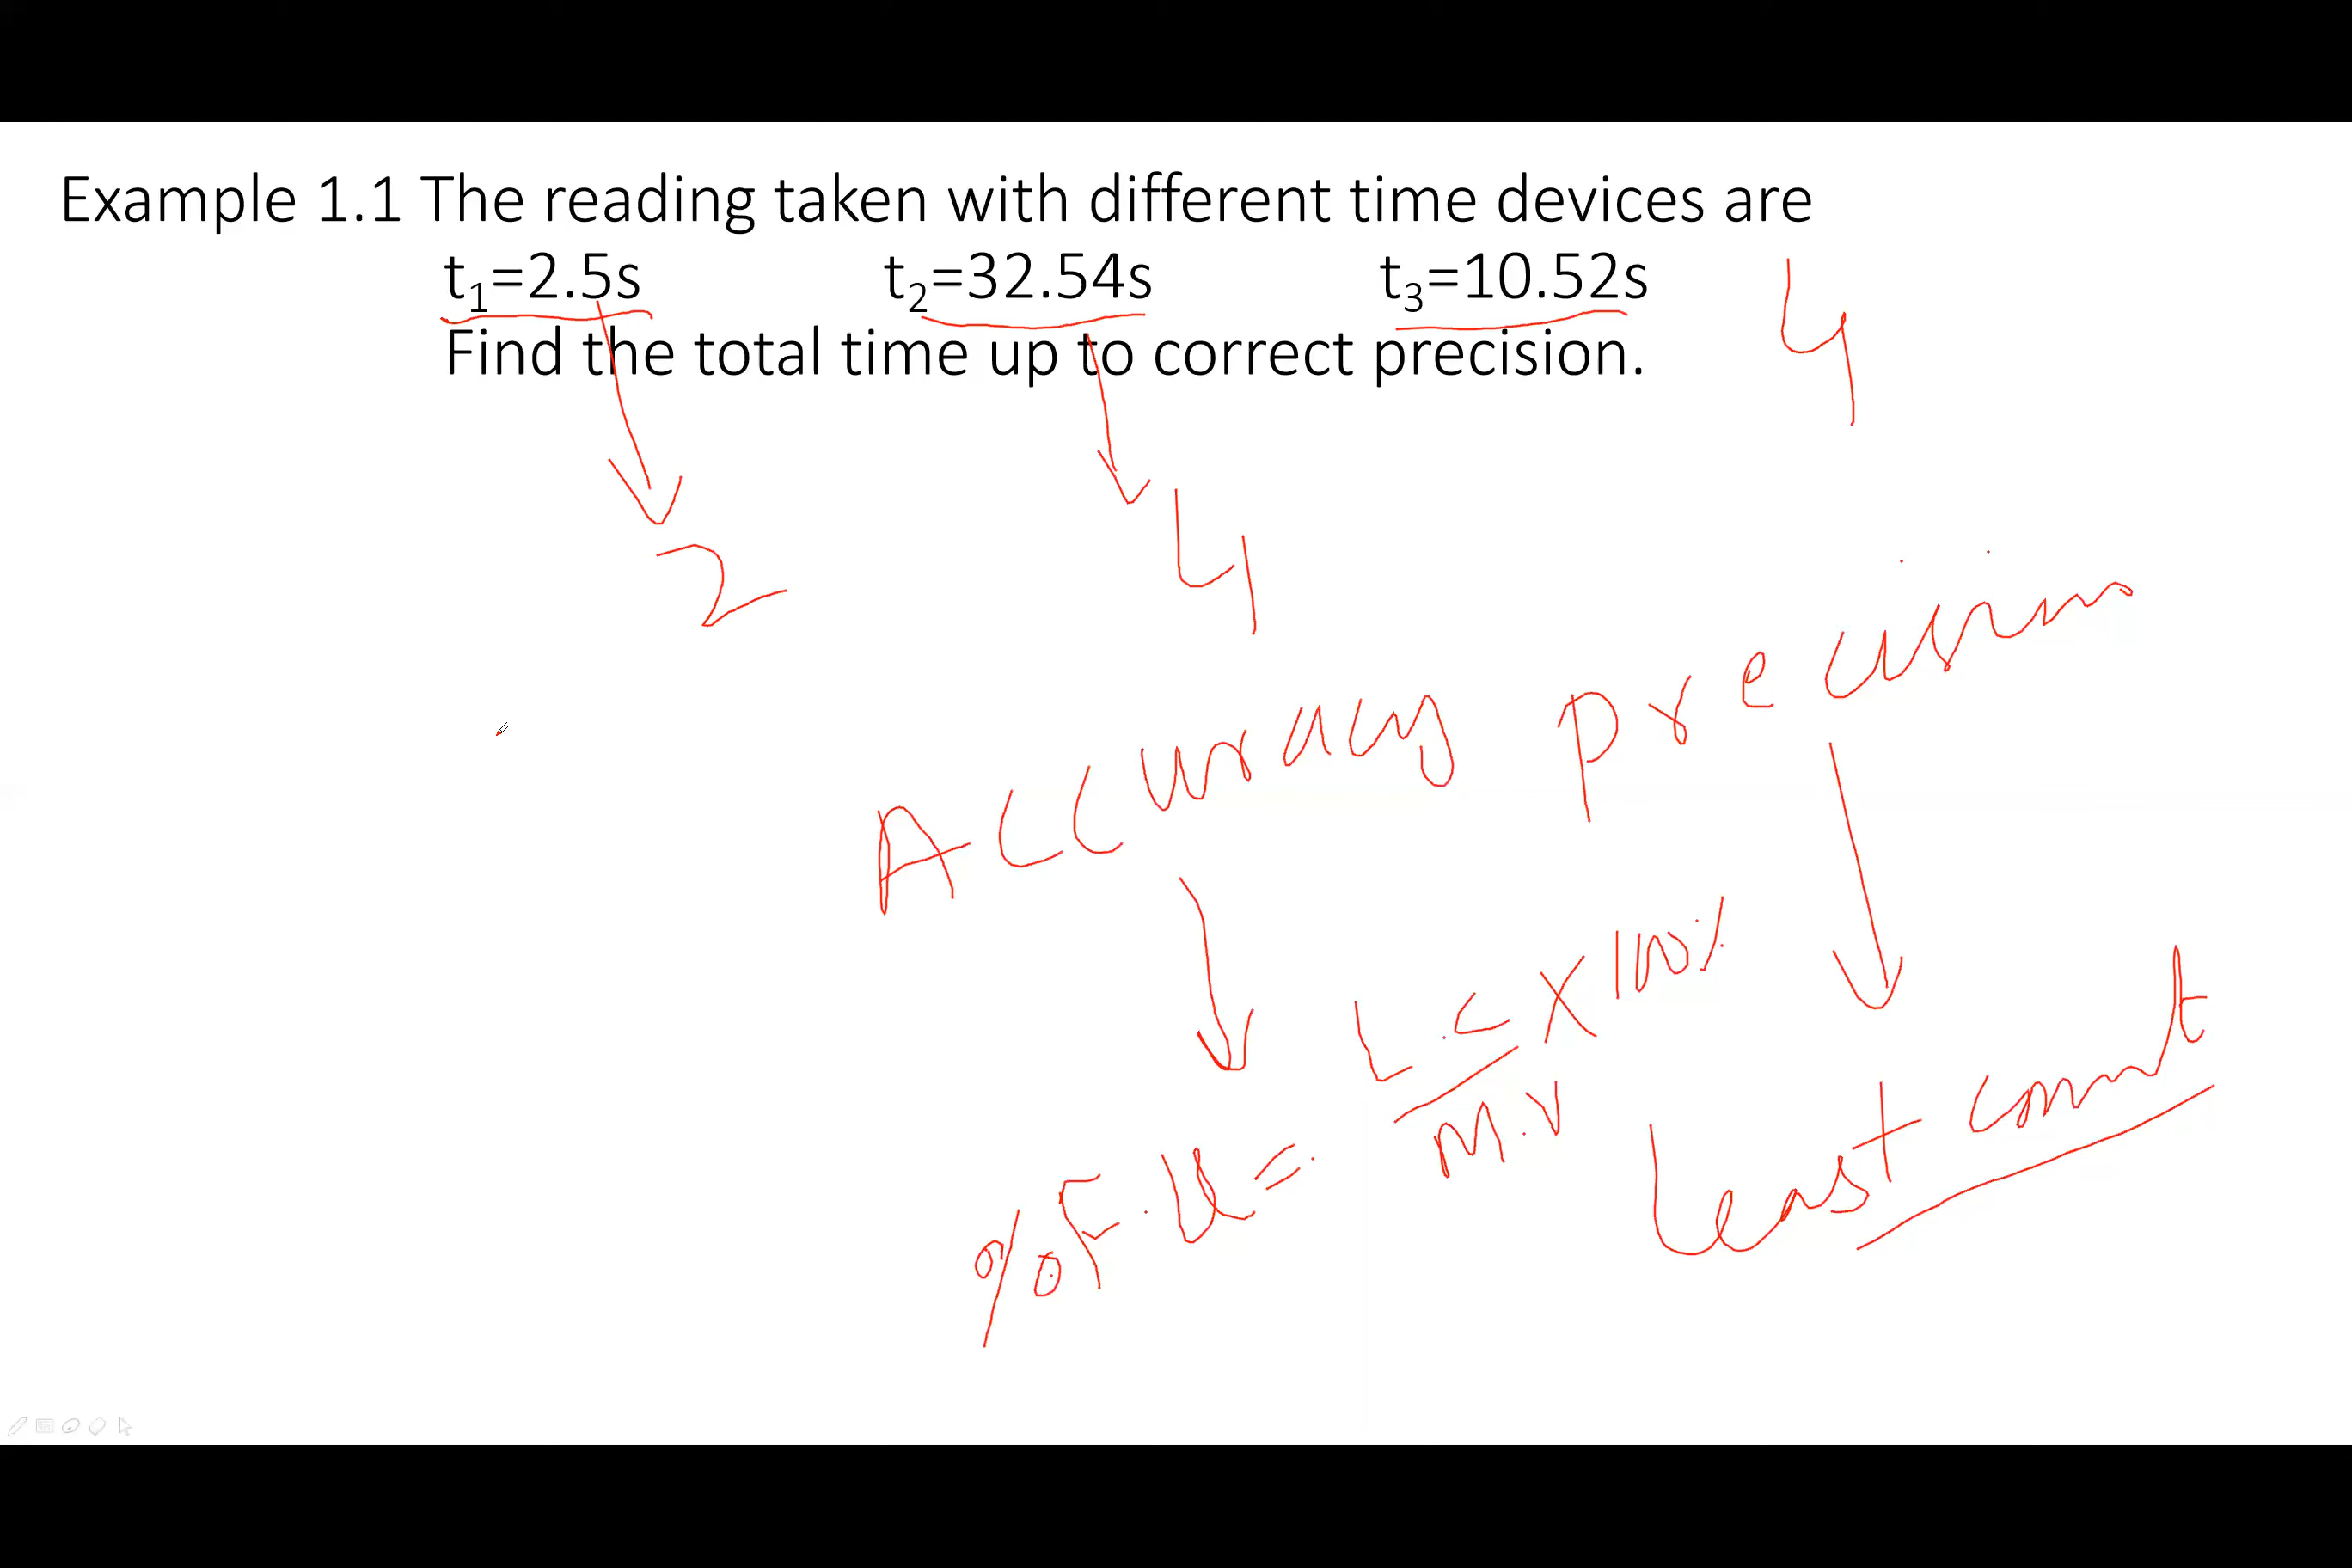 Example 1.1 The reading taken with different time devices are
t₁=2.5s t₂=32.54s t₃=10.52s
Find the total time up to correct precision.
4
2 4
Accuracy precision
L.C × 100%
% F.U = M.V
Least count